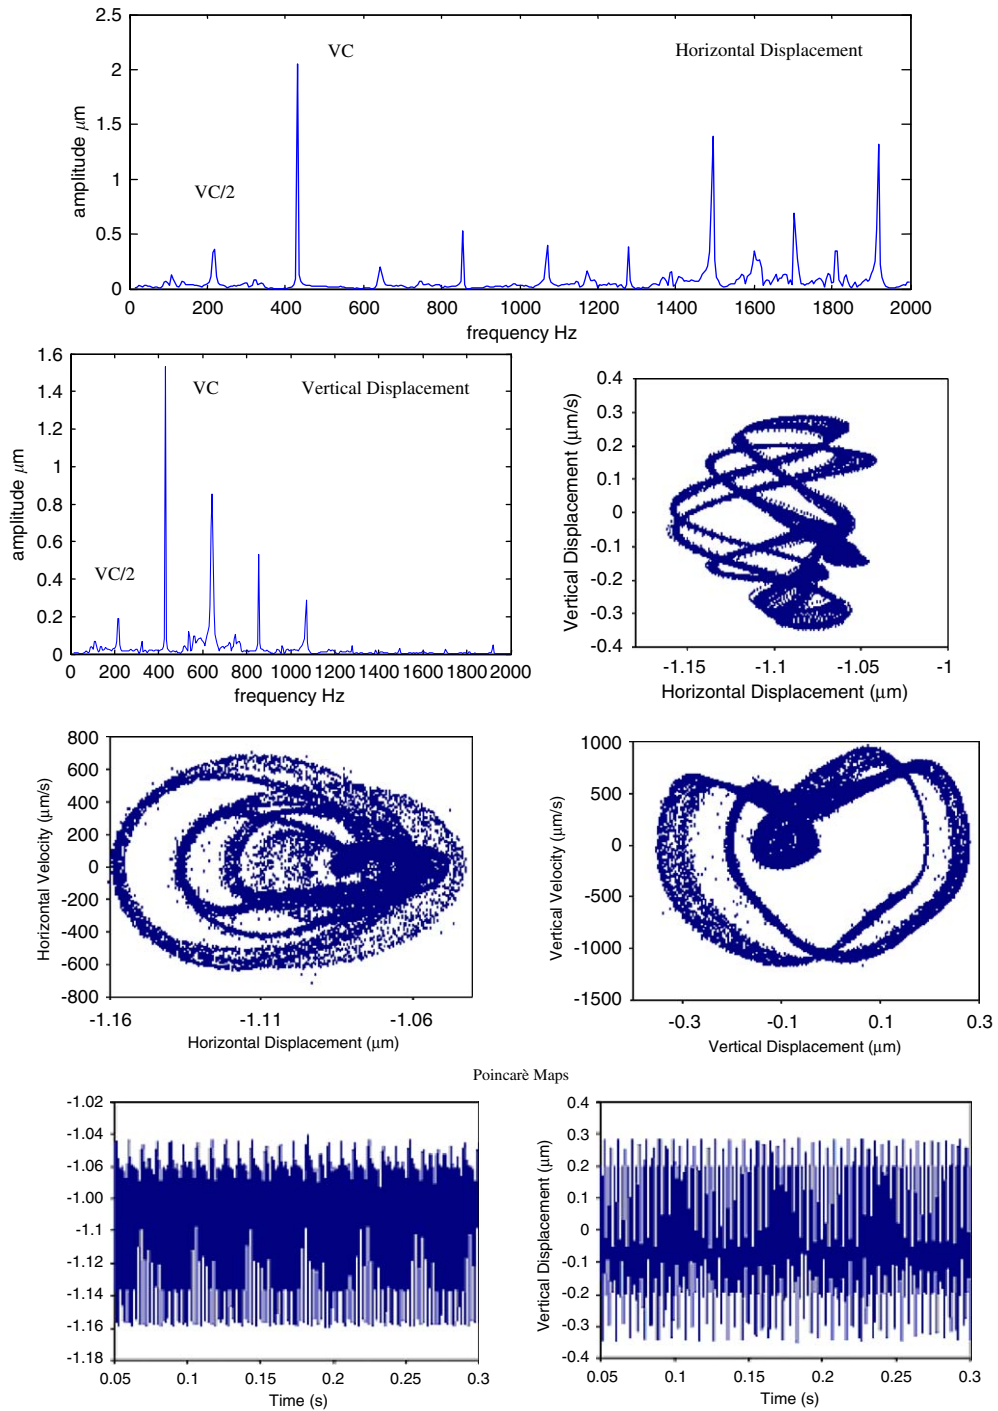 2.5
VC
Horizontal Displacement
2
1.5
amplitude μm
1
VC/2
0.5
0
0 200 400 600 800 1000 1200 1400 1600 1800 2000
frequency Hz
1.6
VC
Vertical Displacement
1.4
1.2
1
amplitude μm
0.8
0.6
VC/2
0.4
0.2
0
0 200 400 600 800 1000 1200 1400 1600 1800 2000
frequency Hz
0.4
0.3
0.2
0.1
0
-0.1
-0.2
-0.3
-0.4
Vertical Displacement (μm/s)
-1.15 -1.1 -1.05 -1
Horizontal Displacement (μm)
800
600
400
200
0
-200
-400
-600
-800
Horizontal Velocity (μm/s)
-1.16 -1.11 -1.06
Horizontal Displacement (μm)
1000
500
0
-500
-1000
-1500
Vertical Velocity (μm/s)
-0.3 -0.1 0.1 0.3
Vertical Displacement (μm)
Poincarè Maps
-1.02
-1.04
-1.06
-1.00
-1.1
-1.12
-1.14
-1.16
-1.18
0.05 0.1 0.15 0.2 0.25 0.3
Time (s)
0.4
0.3
0.2
0.1
0
-0.1
-0.2
-0.3
-0.4
Vertical Displacement (μm)
0.05 0.1 0.15 0.2 0.25 0.3
Time (s)